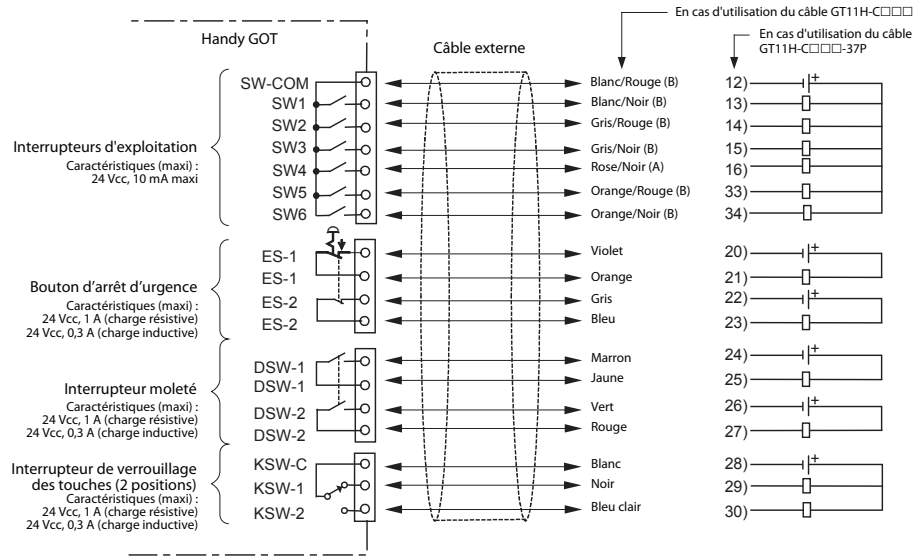 En cas d'utilisation du câble GT11H-C□□□
En cas d'utilisation du câble
GT11H-C□□□-37P
Handy GOT
Câble externe
Interrupteurs d'exploitation
Caractéristiques (maxi) :
24 Vcc, 10 mA maxi
SW-COM Blanc/Rouge (B) 12) +
SW1 Blanc/Noir (B) 13)
SW2 Gris/Rouge (B) 14)
SW3 Gris/Noir (B) 15)
SW4 Rose/Noir (A) 16)
SW5 Orange/Rouge (B) 33)
SW6 Orange/Noir (B) 34)
Bouton d'arrêt d'urgence
Caractéristiques (maxi) :
24 Vcc, 1 A (charge résistive)
24 Vcc, 0,3 A (charge inductive)
ES-1 Violet 20) +
ES-1 Orange 21)
ES-2 Gris 22) +
ES-2 Bleu 23)
Interrupteur moleté
Caractéristiques (maxi) :
24 Vcc, 1 A (charge résistive)
24 Vcc, 0,3 A (charge inductive)
DSW-1 Marron 24) +
DSW-1 Jaune 25)
DSW-2 Vert 26) +
DSW-2 Rouge 27)
Interrupteur de verrouillage
des touches (2 positions)
Caractéristiques (maxi) :
24 Vcc, 1 A (charge résistive)
24 Vcc, 0,3 A (charge inductive)
KSW-C Blanc 28) +
KSW-1 Noir 29)
KSW-2 Bleu clair 30)